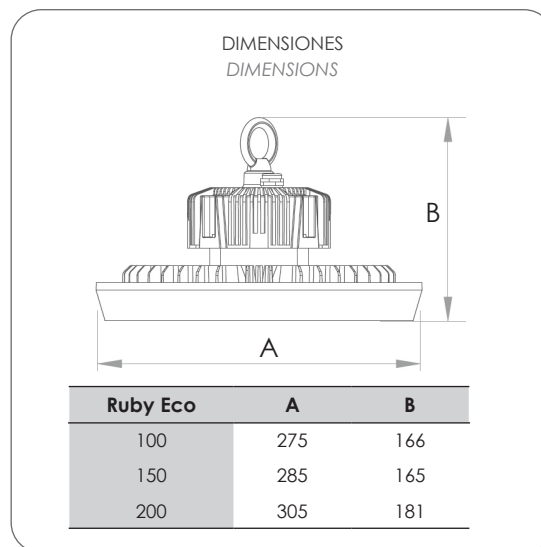 DIMENSIONES
DIMENSIONS
B
A
Ruby Eco A B
100 275 166
150 285 165
200 305 181